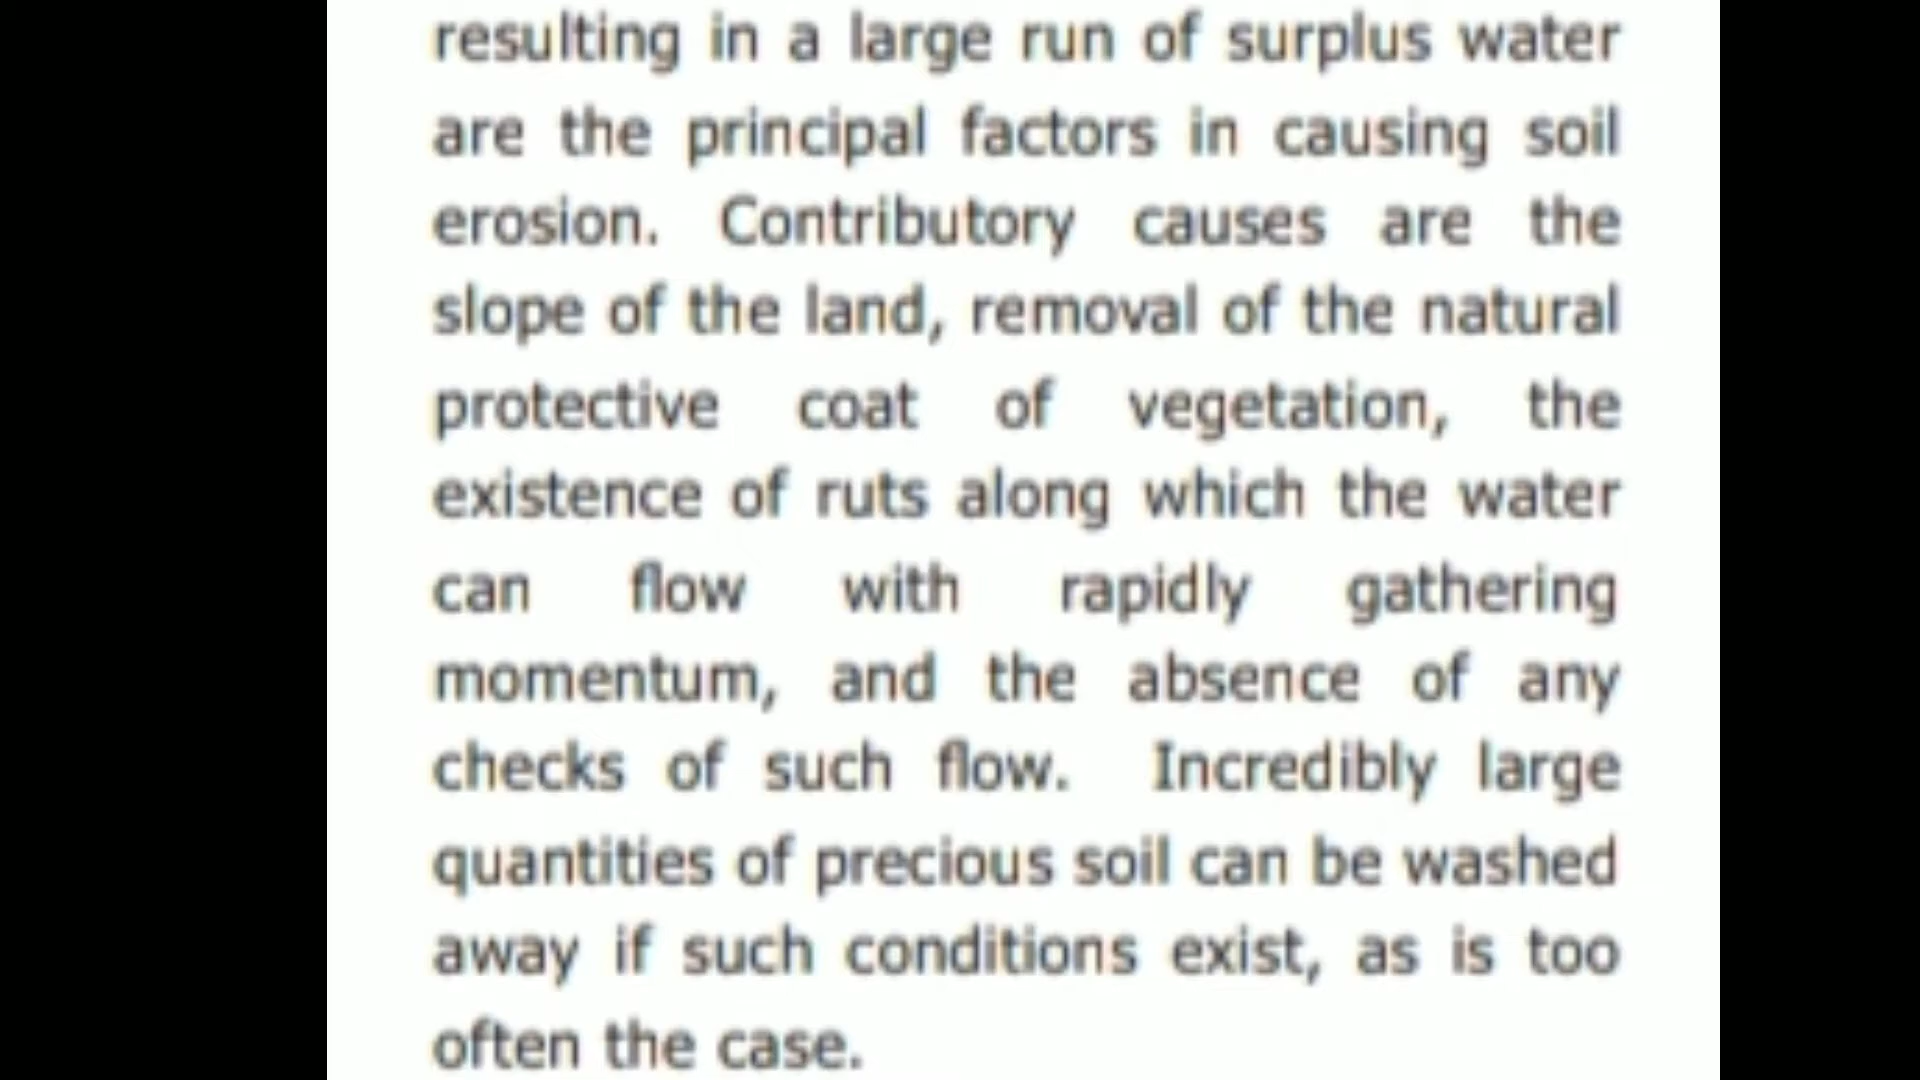 resulting in a large run of surplus water
are the principal factors in causing soil
erosion. Contributory causes are the
slope of the land, removal of the natural
protective coat of vegetation, the
existence of ruts along which the water
can flow with rapidly gathering
momentum, and the absence of any
checks of such flow. Incredibly large
quantities of precious soil can be washed
away if such conditions exist, as is too
often the case.